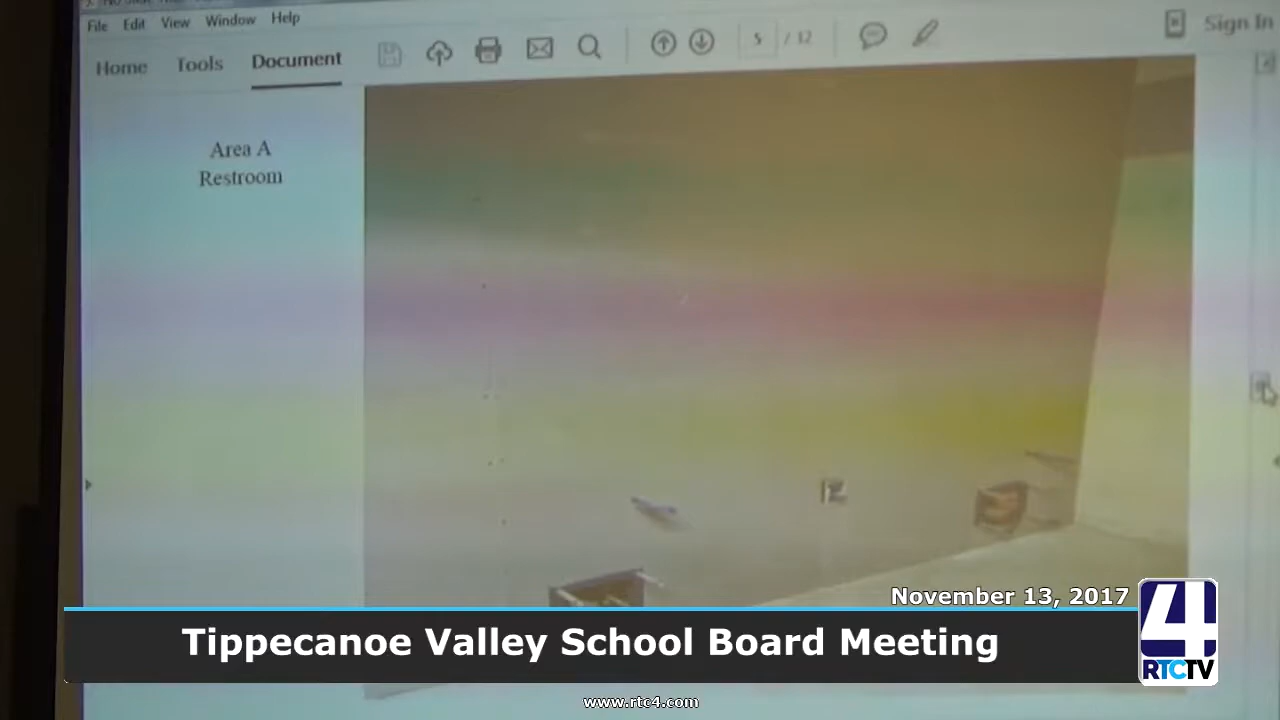 File Edit View Window Help
Home Tools Document
5 / 12
Sign In
Area A
Restroom
November 13, 2017
Tippecanoe Valley School Board Meeting
4
RTCTV
www.rtc4.com